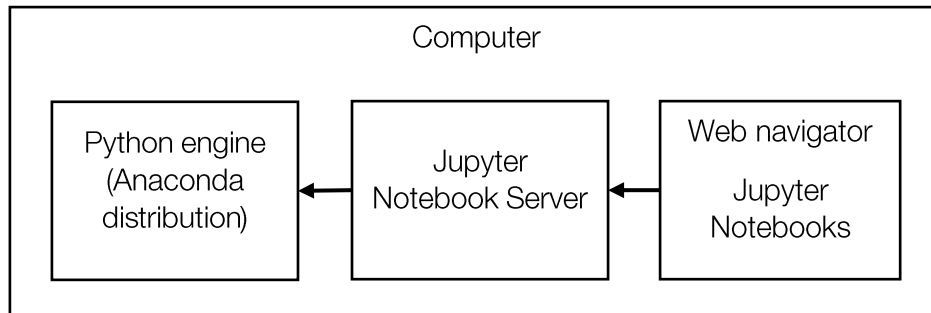 Computer
Python engine
(Anaconda
distribution)
Jupyter
Notebook Server
Web navigator
Jupyter
Notebooks